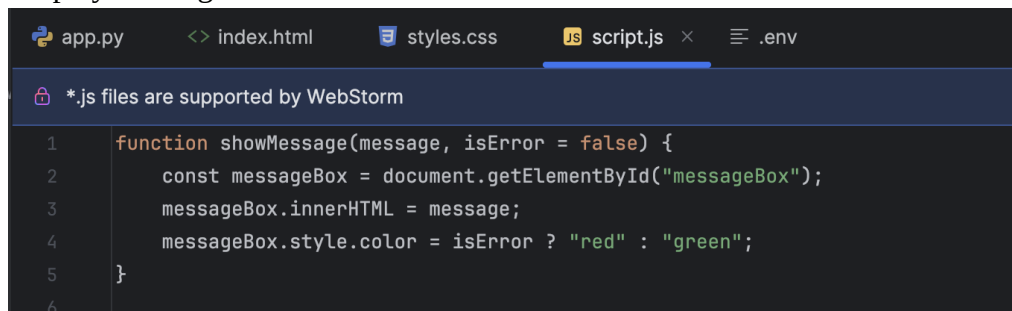 app.py <> index.html styles.css JS script.js × .env
*.js files are supported by WebStorm
1 function showMessage(message, isError = false) {
2 const messageBox = document.getElementById("messageBox");
3 messageBox.innerHTML = message;
4 messageBox.style.color = isError ? "red" : "green";
5 }
6